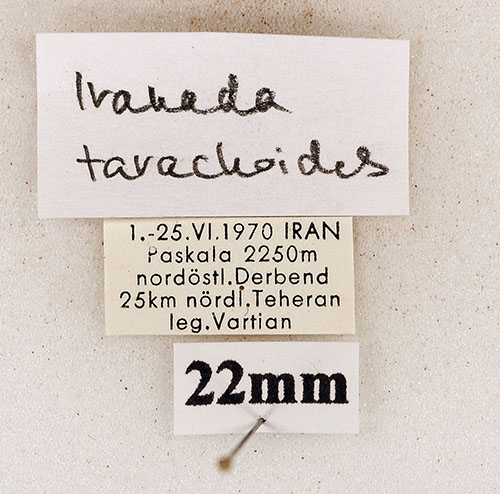 Iranada
tarachoides
1.-25.VI.1970 IRAN
Paskala 2250m
nordöstl.Derbend
25km nördl.Teheran
leg.Vartian
22mm